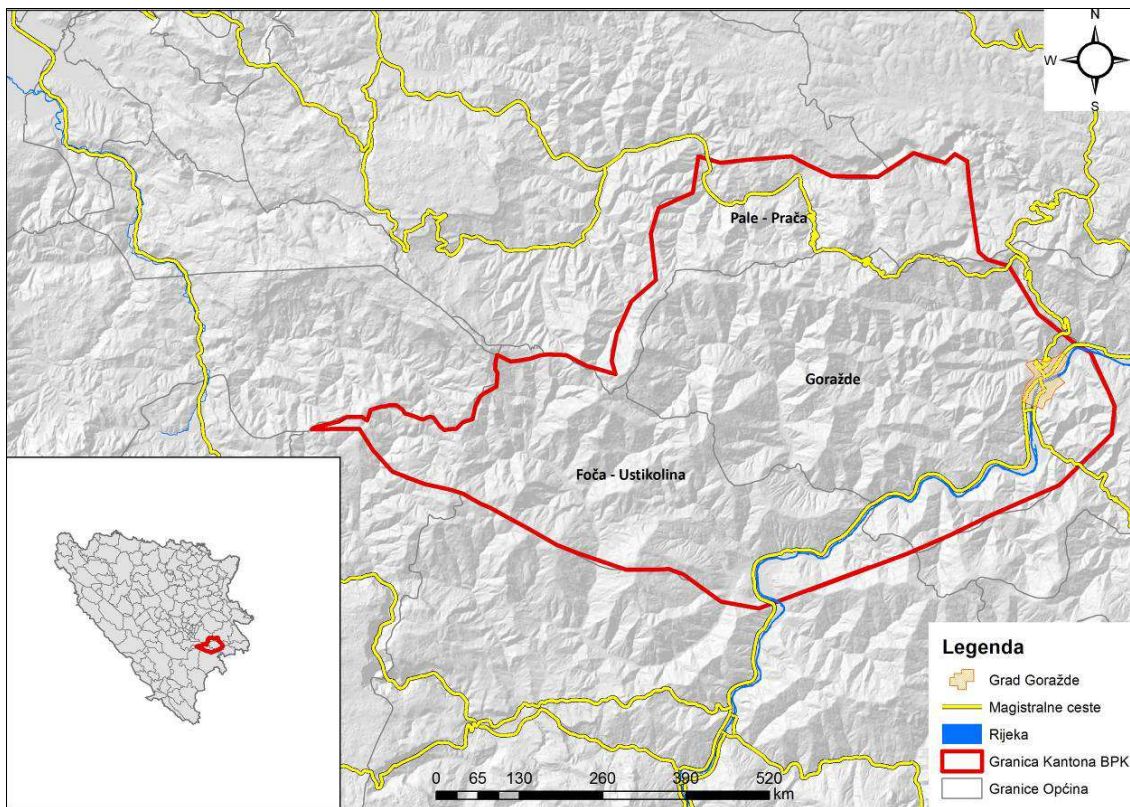 N
W
E
S
Pale - Prača
Goražde
Foča - Ustikolina
Legenda
Grad Goražde
Magistralne ceste
Rijeka
Granica Kantona BPK
Granice Općina
0 65 130 260 390 520
km